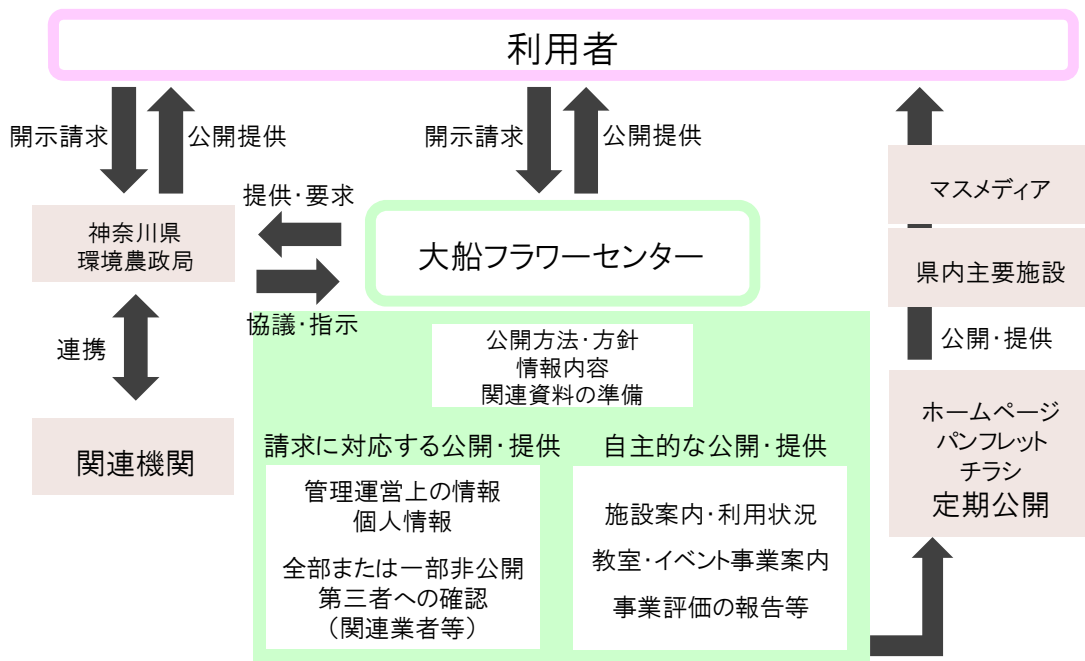 利用者
開示請求
公開提供
開示請求
公開提供
マスメディア
県内主要施設
公開・提供
提供・要求
神奈川県
環境農政局
大船フラワーセンター
協議・指示
連携
関連機関
公開方法・方針
情報内容
関連資料の準備
請求に対応する公開・提供
管理運営上の情報
個人情報
全部または一部非公開
第三者への確認
（関連業者等）
自主的な公開・提供
施設案内・利用状況
教室・イベント事業案内
事業評価の報告等
ホームページ
パンフレット
チラシ
定期公開